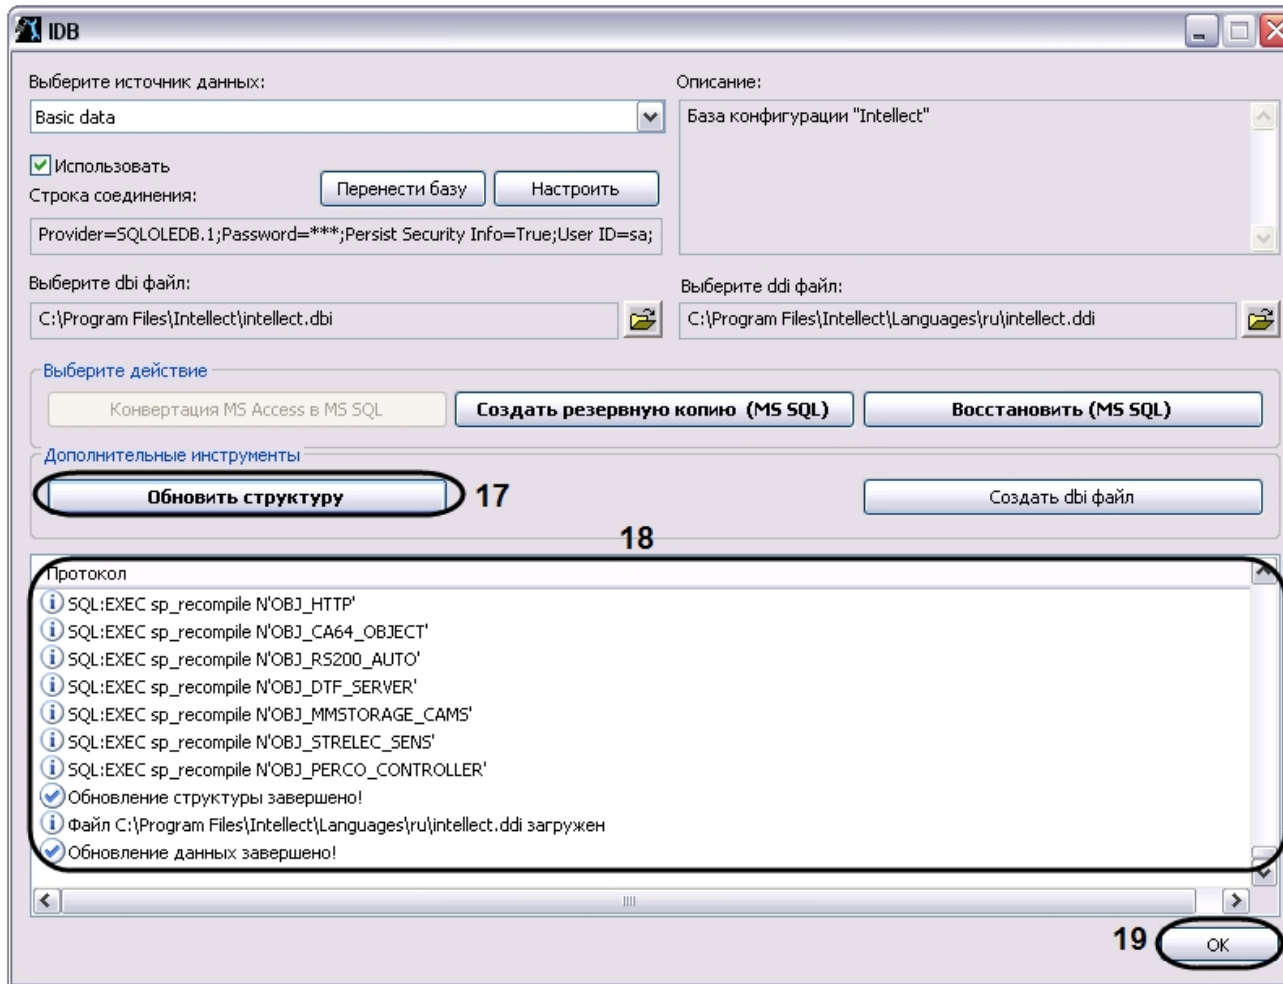 IDB
Выберите источник данных:
Basic data
Описание:
База конфигурации "Intellect"
Использовать
Строка соединения:
Перенести базу
Настроить
Provider=SQLOLEDB.1;Password=***;Persist Security Info=True;User ID=sa;
Выберите dbi файл:
C:\Program Files\Intellect\intellect.dbi
Выберите ddi файл:
C:\Program Files\Intellect\Languages\ru\intellect.ddi
Выберите действие
Конвертация MS Access в MS SQL
Создать резервную копию (MS SQL)
Восстановить (MS SQL)
Дополнительные инструменты
Обновить структуру
17
Создать dbi файл
18
Протокол
SQL:EXEC sp_recompile N'OBJ_HTTP'
SQL:EXEC sp_recompile N'OBJ_CA64_OBJECT'
SQL:EXEC sp_recompile N'OBJ_RS200_AUTO'
SQL:EXEC sp_recompile N'OBJ_DTF_SERVER'
SQL:EXEC sp_recompile N'OBJ_MMSTORAGE_CAMS'
SQL:EXEC sp_recompile N'OBJ_STRELEC_SENS'
SQL:EXEC sp_recompile N'OBJ_PERCO_CONTROLLER'
Обновление структуры завершено!
Файл C:\Program Files\Intellect\Languages\ru\intellect.ddi загружен
Обновление данных завершено!
19
OK